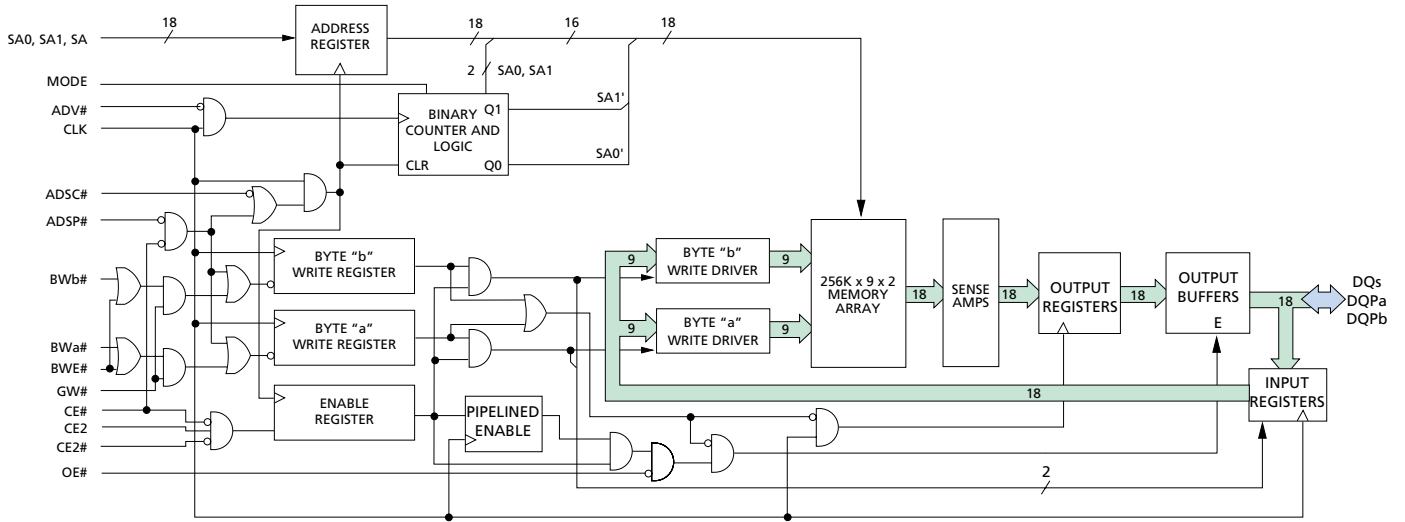 18
ADDRESS
REGISTER
18
16
18
SA0, SA1, SA
2
SA0, SA1
MODE
ADV#
CLK
BINARY
COUNTER AND
LOGIC
Q1
SA1'
CLR
Q0
SA0'
ADSC#
ADSP#
BWb#
BYTE "b"
WRITE REGISTER
9
BYTE "b"
WRITE DRIVER
9
256K x 9 x 2
MEMORY
ARRAY
18
SENSE
AMPS
18
OUTPUT
REGISTERS
18
OUTPUT
BUFFERS
E
18
DQs
DQPa
DQPb
BWa#
BWE#
GW#
BYTE "a"
WRITE REGISTER
9
BYTE "a"
WRITE DRIVER
9
18
INPUT
REGISTERS
CE#
CE2
CE2#
OE#
ENABLE
REGISTER
PIPELINED
ENABLE
2